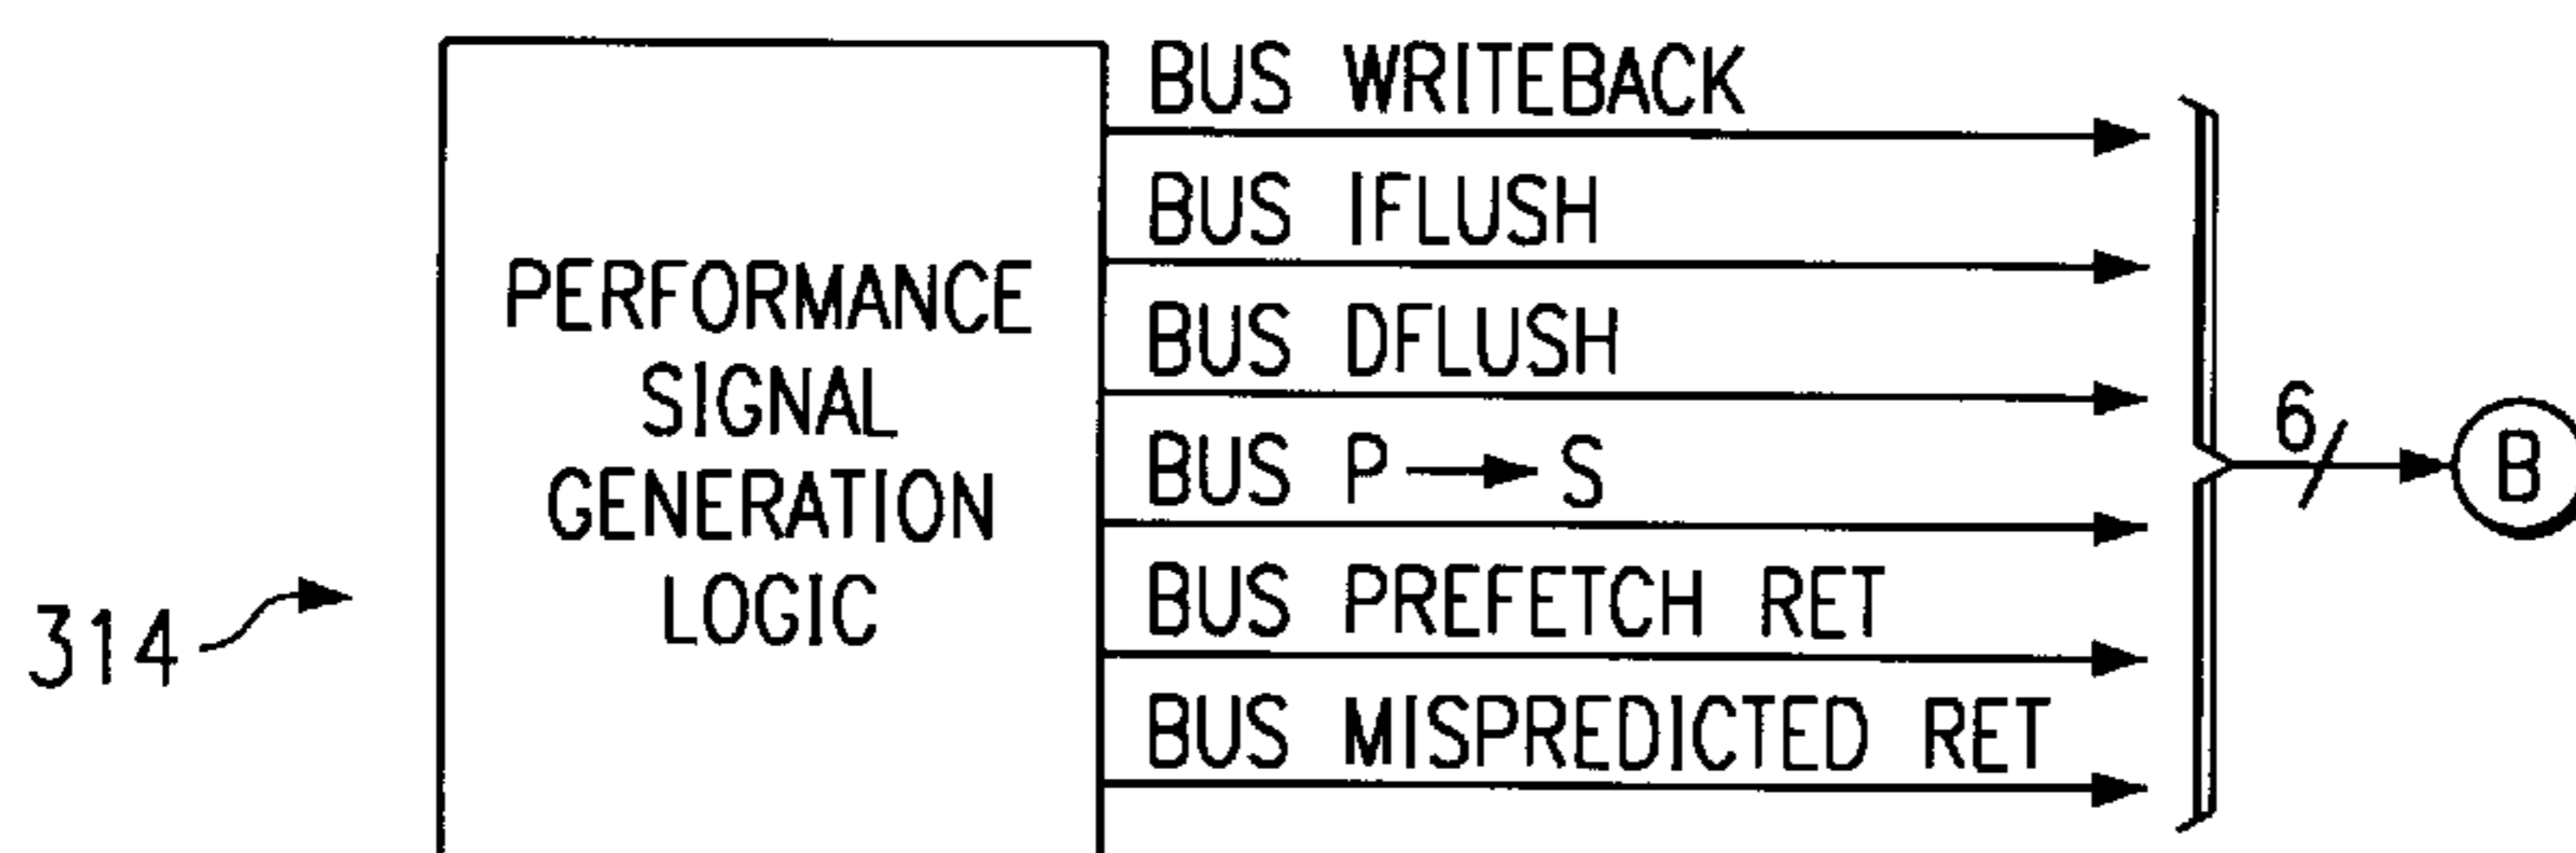 PERFORMANCE
SIGNAL
GENERATION
LOGIC
314
BUS WRITEBACK
BUS IFLUSH
BUS DFLUSH
BUS P → S
BUS PREFETCH RET
BUS MISPREDICTED RET
6
B